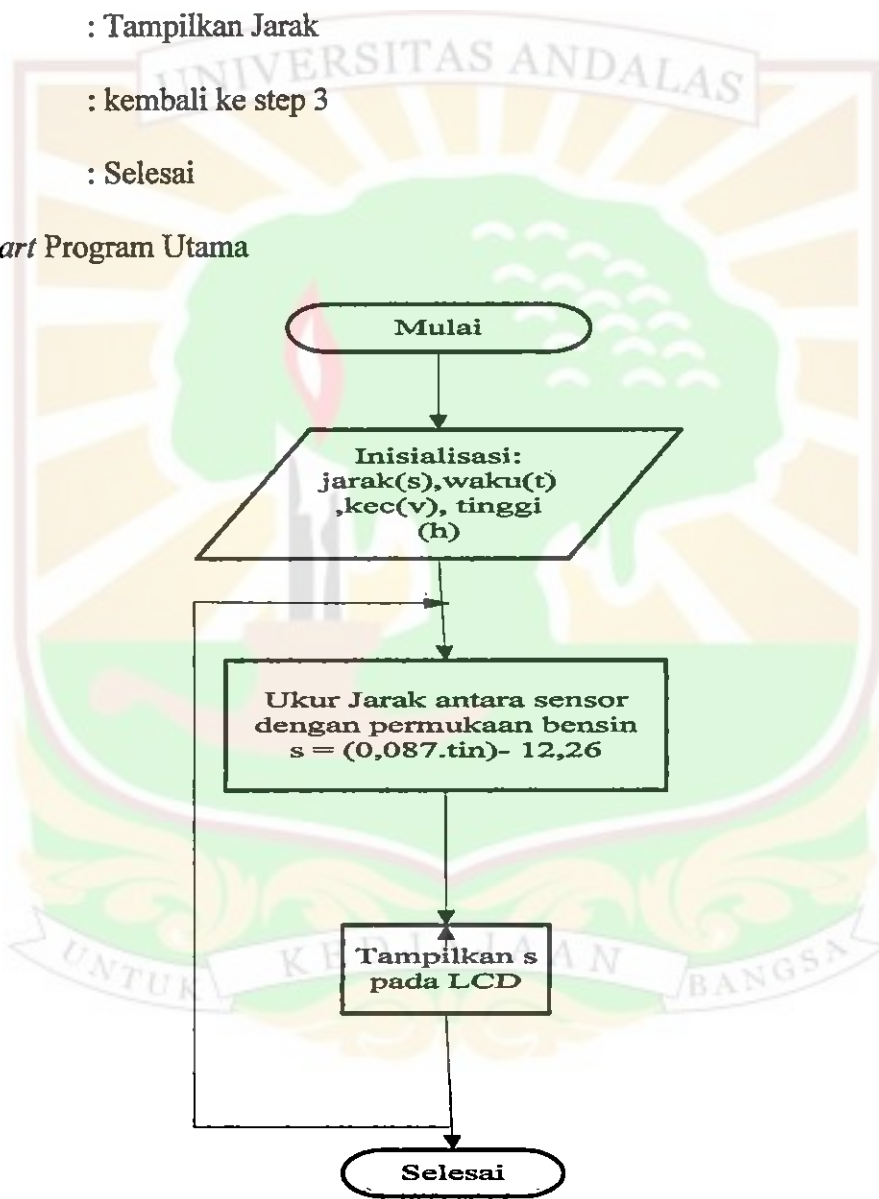 : Tampilkan Jarak
UNIVERSITAS ANDALAS
: kembali ke step 3
: Selesai
art Program Utama
Mulai
Inisialisasi:
jarak(s),waku(t)
,kec(v), tinggi
(h)
Ukur Jarak antara sensor
dengan permukaan bensin
s = (0,087.tin)- 12,26
Tampilkan s
pada LCD
UNTUK KEDJAJAAN BANGSA
Selesai